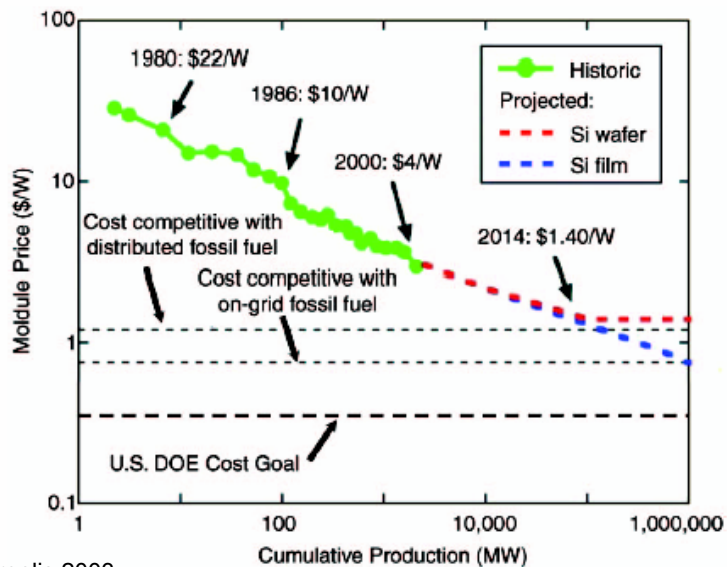 100
10
1
0.1
Moldule Price ($/W)
1980: $22/W
1986: $10/W
2000: $4/W
2014: $1.40/W
Historic
Projected:
Si wafer
Si film
Cost competitive with
distributed fossil fuel
Cost competitive with
on-grid fossil fuel
U.S. DOE Cost Goal
1
100
10,000
1,000,000
Cumulative Production (MW)